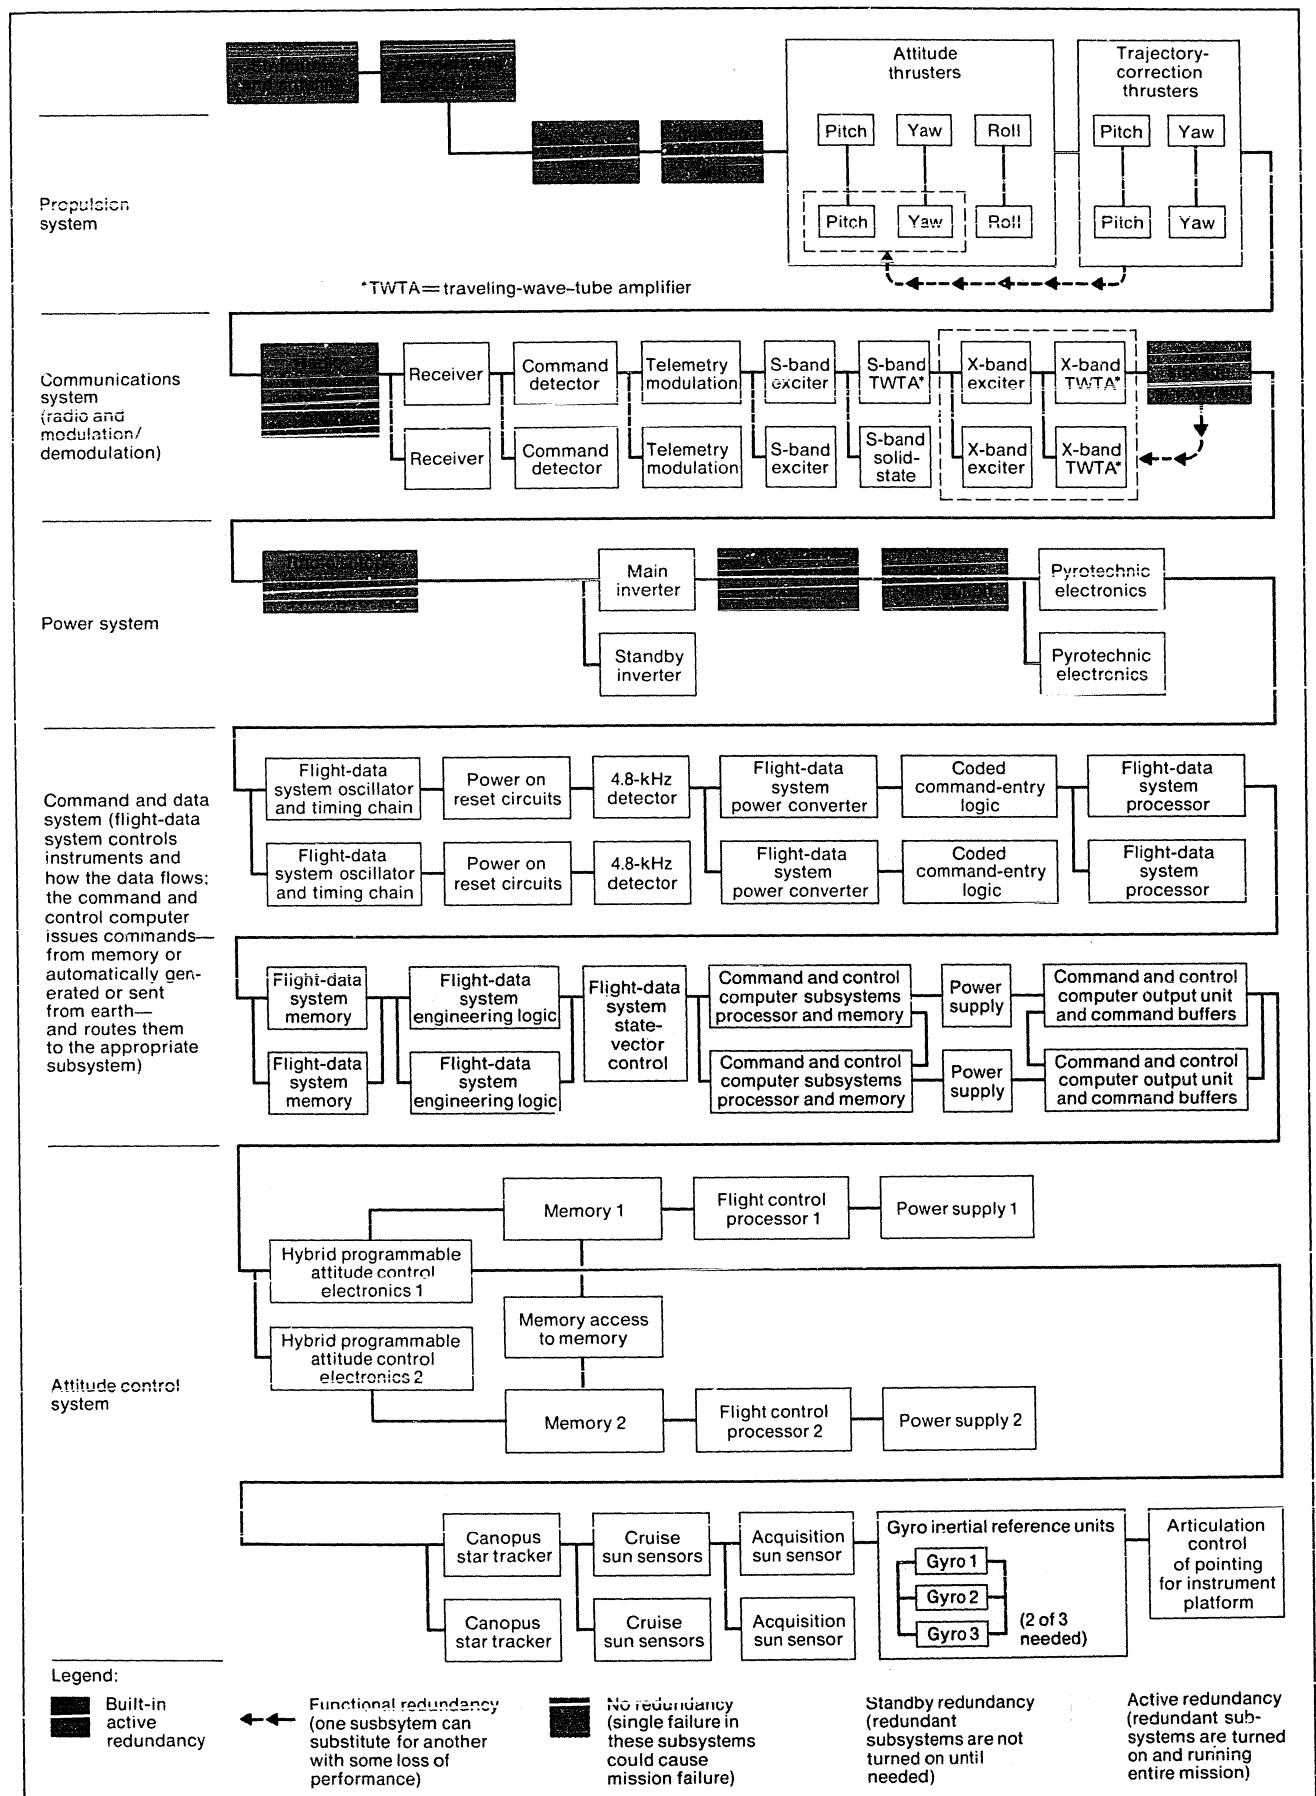 Attitude
thrusters
Trajectory-
correction
thrusters
Pitch
Yaw
Roll
Pitch
Yaw
Pitch
Yaw
Roll
Pitch
Yaw
Propulsion
system
*TWTA=traveling-wave-tube amplifier
Communications
system
(radio and
modulation/
demodulation)
Receiver
Command
detector
Telemetry
modulation
S-band
exciter
S-band
TWTA*
X-band
exciter
X-band
TWTA*
Receiver
Command
detector
Telemetry
modulation
S-band
exciter
S-band
solid-
state
X-band
exciter
X-band
TWTA*
Power system
Main
inverter
Pyrotechnic
electronics
Standby
inverter
Pyrotechnic
electronics
Command and data
system (flight-data
system controls
instruments and
how the data flows;
the command and
control computer
issues commands—
from memory or
automatically gen-
erated or sent
from earth—
and routes them
to the appropriate
subsystem)
Flight-data
system oscillator
and timing chain
Power on
reset circuits
4.8-kHz
detector
Flight-data
system
power converter
Coded
command-entry
logic
Flight-data
system
processor
Flight-data
system oscillator
and timing chain
Power on
reset circuits
4.8-kHz
detector
Flight-data
system
power converter
Coded
command-entry
logic
Flight-data
system
processor
Flight-data
system
memory
Flight-data
system
engineering logic
Flight-data
system
state-
vector
control
Command and control
computer subsystems
processor and memory
Power
supply
Command and control
computer output unit
and command buffers
Flight-data
system
memory
Flight-data
system
engineering logic
Command and control
computer subsystems
processor and memory
Power
supply
Command and control
computer output unit
and command buffers
Attitude control
system
Memory 1
Flight control
processor 1
Power supply 1
Hybrid programmable
attitude control
electronics 1
Memory access
to memory
Hybrid programmable
attitude control
electronics 2
Memory 2
Flight control
processor 2
Power supply 2
Canopus
star tracker
Cruise
sun sensors
Acquisition
sun sensor
Gyro inertial reference units
Gyro 1
Gyro 2
Gyro 3
(2 of 3
needed)
Articulation
control
of pointing
for instrument
platform
Canopus
star tracker
Cruise
sun sensors
Acquisition
sun sensor
Legend:
Built-in
active
redundancy
Functional redundancy
(one susbsytem can
substitute for another
with some loss of
performance)
No redundancy
(single failure in
these subsystems
could cause
mission failure)
Standby redundancy
(redundant
subsystems are not
turned on until
needed)
Active redundancy
(redundant sub-
systems are turned
on and running
entire mission)